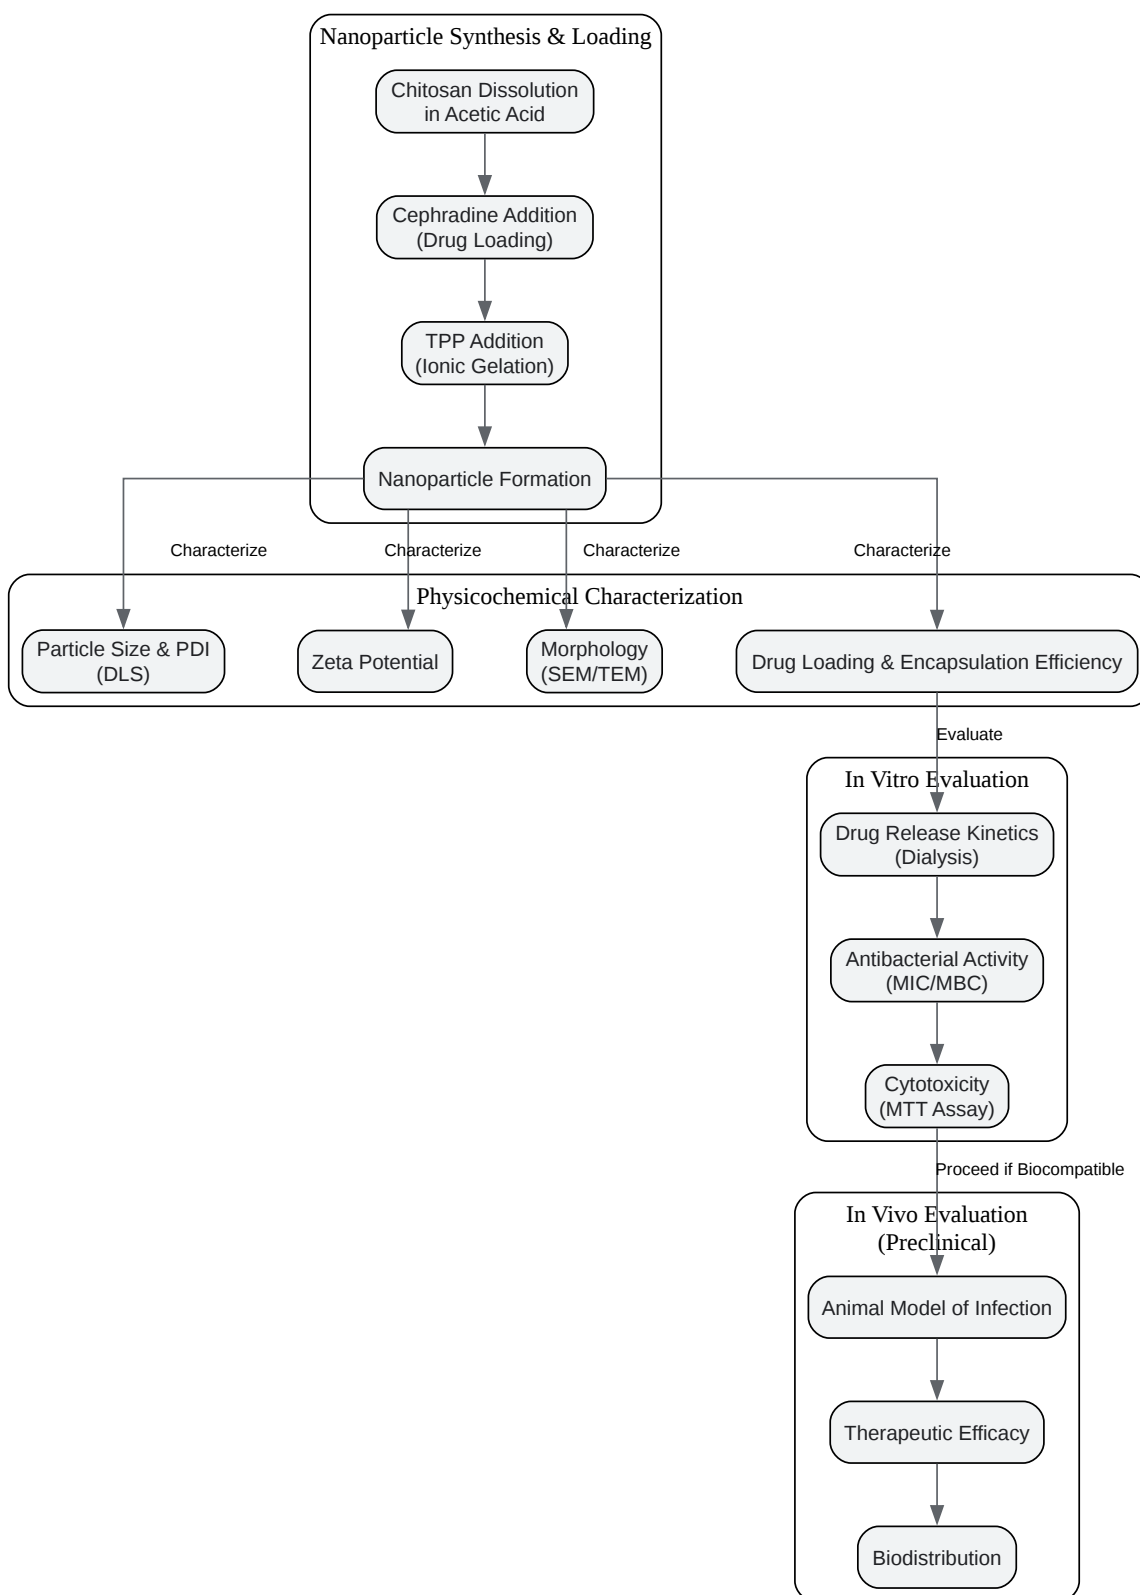 Nanoparticle Synthesis & Loading
Chitosan Dissolution
in Acetic Acid
Cephradine Addition
(Drug Loading)
TPP Addition
(Ionic Gelation)
Nanoparticle Formation
Characterize
Characterize
Characterize
Characterize
Physicochemical Characterization
Particle Size & PDI
(DLS)
Zeta Potential
Morphology
(SEM/TEM)
Drug Loading & Encapsulation Efficiency
Evaluate
In Vitro Evaluation
Drug Release Kinetics
(Dialysis)
Antibacterial Activity
(MIC/MBC)
Cytotoxicity
(MTT Assay)
Proceed if Biocompatible
In Vivo Evaluation
(Preclinical)
Animal Model of Infection
Therapeutic Efficacy
Biodistribution